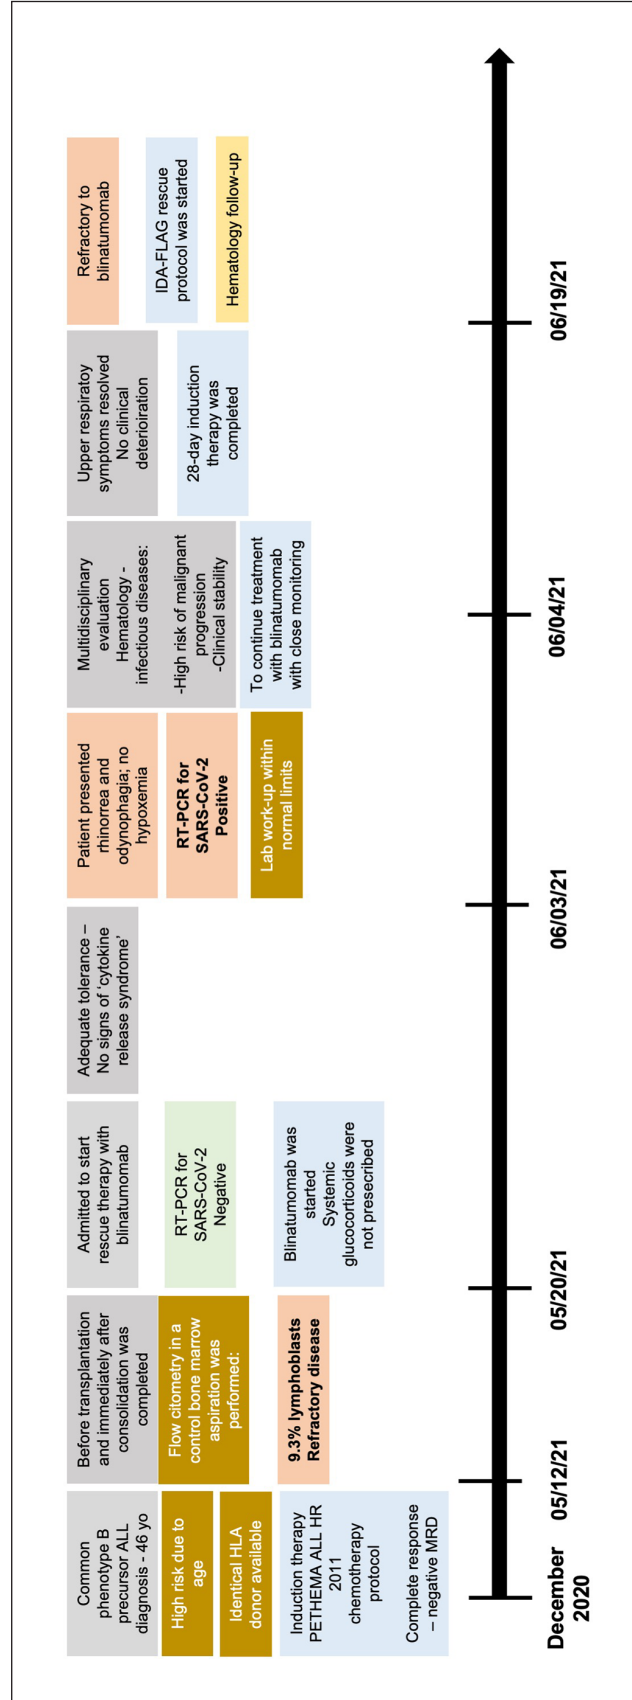 Common
phenotype B
precursor ALL
diagnosis - 46 yo
High risk due to
age
Identical HLA
donor available
Induction therapy
PETHEMA ALL HR
2011
chemotherapy
protocol
Complete response
– negative MRD
Before transplantation
and immediately after
consolidation was
completed
Flow citometry in a
control bone marrow
aspiration was
performed:
9.3% lymphoblasts
Refractory disease
Admitted to start
rescue therapy with
blinatumomab
RT-PCR for
SARS-CoV-2
Negative
Blinatumomab was
started
Systemic
glucocorticoids were
not presecribed
Adequate tolerance –
No signs of ‘cytokine
release syndrome’
Patient presented
rhinorrea and
odynophagia; no
hypoxemia
RT-PCR for
SARS-CoV-2
Positive
Lab work-up within
normal limits
Multidisciplinary
evaluation
Hematology -
infectious diseases:
-High risk of malignant
progression
-Clinical stability
To continue treatment
with blinatumomab
with close monitoring
Upper respiratoy
symptoms resolved
No clinical
deterioiration
28-day induction
therapy was
completed
Refractory to
blinatumomab
IDA-FLAG rescue
protocol was started
Hematology follow-up
December
2020
05/12/21
05/20/21
06/03/21
06/04/21
06/19/21